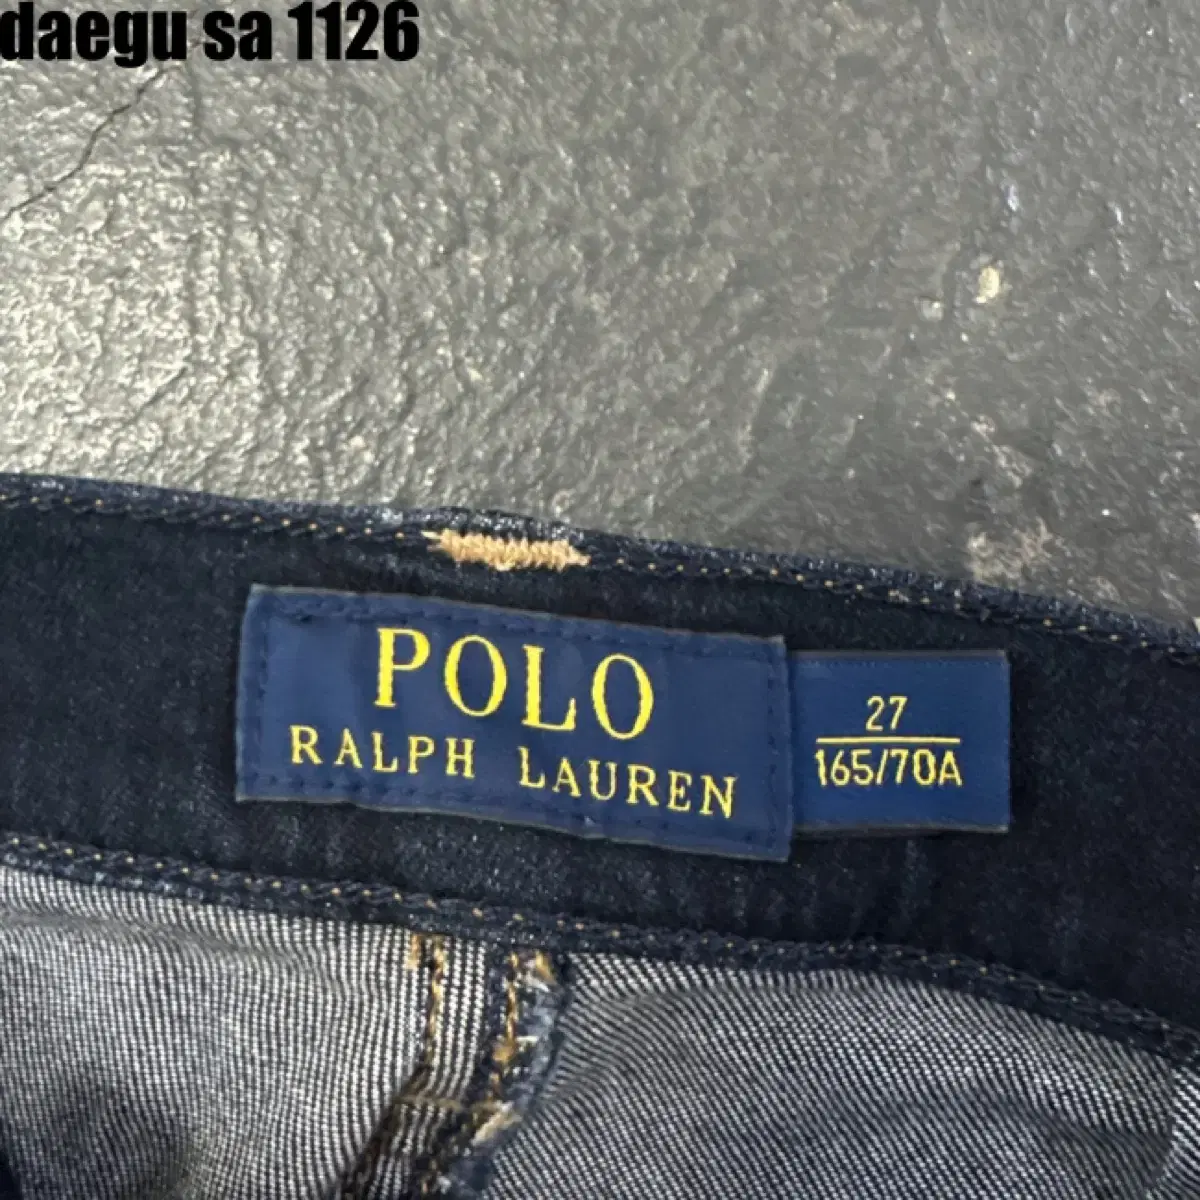 daegu sa 1126
POLO
RALPH LAUREN
27
165/70A